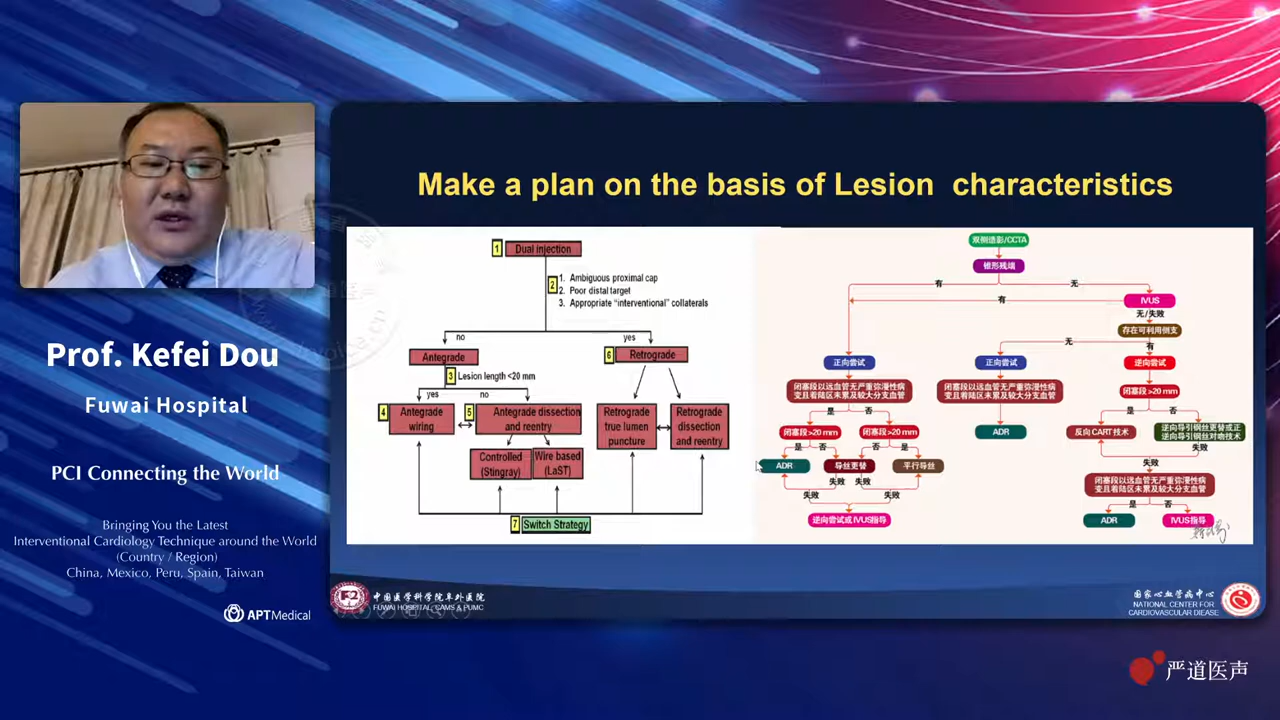 Make a plan on the basis of Lesion characteristics
Prof. Kefei Dou
Fuwai Hospital
PCI Connecting the World
Bringing You the Latest
Interventional Cardiology Technique around the World
(Country / Region)
China, Mexico, Peru, Spain, Taiwan
APTMedical
1
Dual injection
2
1. Ambiguous proximal cap
2. Poor distal target
3. Appropriate "interventional" collaterals
no
yes
Antegrade
6
Retrograde
3
Lesion length <20 mm
yes
no
4
Antegrade
wiring
5
Antegrade dissection
and reentry
Retrograde
true lumen
puncture
Retrograde
dissection
and reentry
Controlled
(Stingray)
Wire based
(LaST)
7
Switch Strategy
双侧造影/CCTA
锥形残端
有
无
有
IVUS
无/失败
存在可利用侧支
无
有
正向尝试
正向尝试
逆向尝试
闭塞段以远血管无严重弥漫性病
变且着陆区未累及较大分支血管
闭塞段以远血管无严重弥漫性病
变且着陆区未累及较大分支血管
闭塞段>20 mm
是
否
是
否
闭塞段>20 mm
闭塞段>20 mm
ADR
反向CART 技术
逆向导引钢丝更替或正
逆向导引钢丝对吻技术
是
否
否
是
失败
ADR
导丝更替
平行导丝
失败
失败
失败
失败
失败
闭塞段以远血管无严重弥漫性病
变且着陆区未累及较大分支血管
是
否
逆向尝试或IVUS指导
ADR
IVUS指导
中国医学科学院阜外医院
FUWAI HOSPITAL, CAMS & PUMC
国家心血管病中心
NATIONAL CENTER FOR
CARDIOVASCULAR DIEASE
严道医声